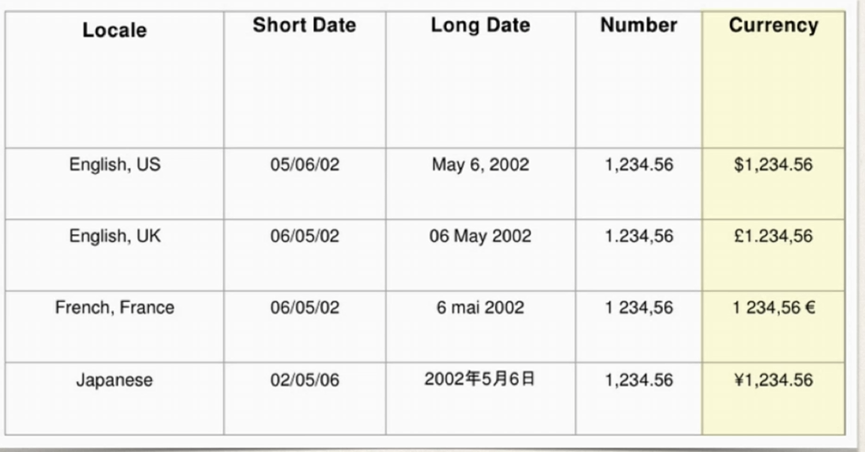 Locale Short Date Long Date Number Currency
English, US 05/06/02 May 6, 2002 1,234.56 $1,234.56
English, UK 06/05/02 06 May 2002 1.234,56 £1.234,56
French, France 06/05/02 6 mai 2002 1 234,56 1 234,56 €
Japanese 02/05/06 2002年5月6日 1,234.56 ¥1,234.56